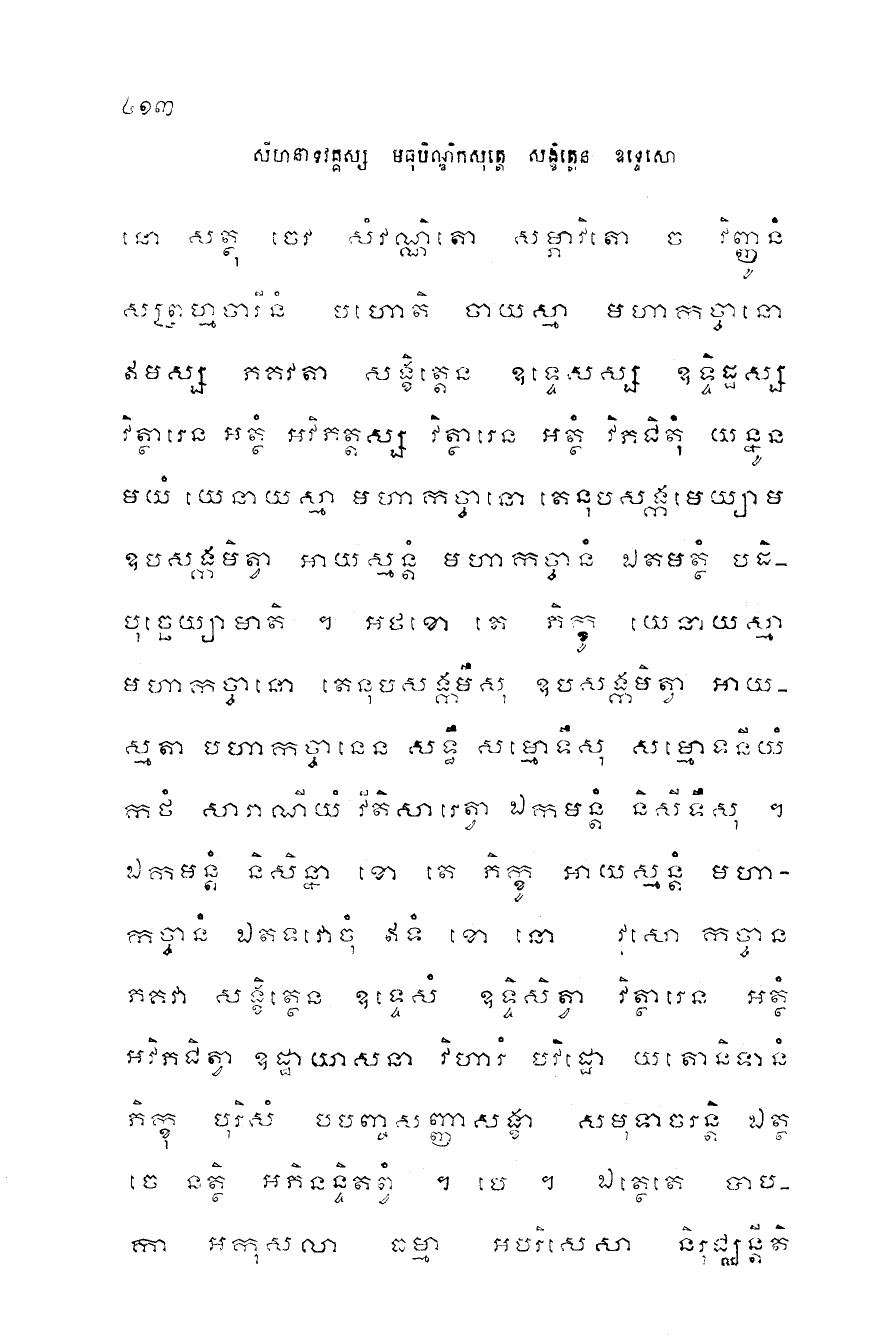 ៤១៣
សីហនាទវគ្គស្ស មធុបិណ្ឌិកសុត្តេ សង្ខិត្តេន ឧទ្ទេសោ
នោ សត្ថុ ចេវ សំវណ្ណិតោ សម្ភាវិតោ ច វិញ្ញូនំ
សព្រហ្មចារីនំ បហោតិ ចាយស្មា មហាកច្ចានោ
ឥមស្ស ភគវតា សង្ខិត្តេន ឧទ្ទេសស្ស ឧទ្ទិដ្ឋស្ស
វិត្ថារេន អត្ថំ អវិភត្តស្ស វិត្ថារេន អត្ថំ វិភជិតុំ យន្នូន
មយំ យេនាយស្មា មហាកច្ចានោ តេនុបសង្កមេយ្យាម
ឧបសង្កមិត្វា អាយស្មន្តំ មហាកច្ចានំ ឯតមត្ថំ បដិ-
បុច្ឆេយ្យាមាតិ ។ អថខោ តេ ភិក្ខូ យេនាយស្មា
មហាកច្ចានោ តេនុបសង្កមឹសុ ឧបសង្កមិត្វា អាយ-
ស្មតា មហាកច្ចានេន សទ្ធឹ សម្មោទឹសុ សម្មោទនីយំ
កថំ សារាណីយំ វីតិសារេត្វា ឯកមន្តំ និសីទឹសុ ។
ឯកមន្តំ និសិន្នា ខោ តេ ភិក្ខូ អាយស្មន្តំ មហា-
កច្ចានំ ឯតទវោចុំ ឥទំ ខោ នោ វុសោ កច្ចាន
ភគវា សង្ខិត្តេន ឧទ្ទេសំ ឧទ្ទិសិត្វា វិត្ថារេន អត្ថំ
អវិភជិត្វា ឧដ្ឋាយាសនា វិហារំ បវិដ្ឋោ យតោនិទានំ
ភិក្ខុ បុរិសំ បបញ្ចសញ្ញាសង្ខា សមុទាចរន្តិ ឯត្ថ
ចេ នត្ថិ អភិនន្ទិតព្វំ ។ បេ ។ ឯត្ថេតេ បាប-
កា អកុសលា ធម្មា អបរិសេសា និរុជ្ឈន្តីតិ